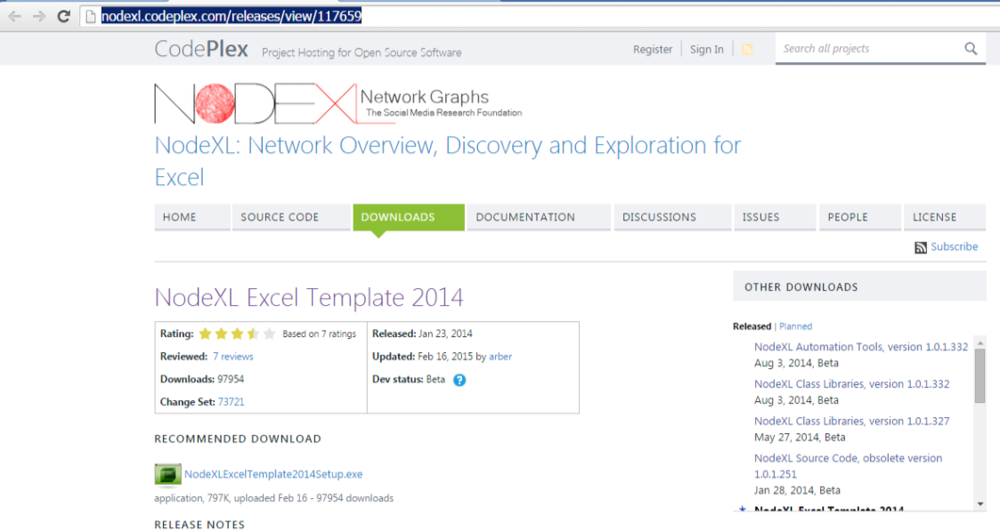 nodexl.codeplex.com/releases/view/117659
CodePlex Project Hosting for Open Source Software
Register Sign In Search all projects
NODEXL Network Graphs
The Social Media Research Foundation
NodeXL: Network Overview, Discovery and Exploration for
Excel
HOME SOURCE CODE DOWNLOADS DOCUMENTATION DISCUSSIONS ISSUES PEOPLE LICENSE
Subscribe
NodeXL Excel Template 2014
Rating: Based on 7 ratings
Reviewed: 7 reviews
Downloads: 97954
Change Set: 73721
Released: Jan 23, 2014
Updated: Feb 16, 2015 by arber
Dev status: Beta ?
RECOMMENDED DOWNLOAD
NodeXLExcelTemplate2014Setup.exe
application, 797K, uploaded Feb 16 - 97954 downloads
RELEASE NOTES
OTHER DOWNLOADS
Released | Planned
NodeXL Automation Tools, version 1.0.1.332
Aug 3, 2014, Beta
NodeXL Class Libraries, version 1.0.1.332
Aug 3, 2014, Beta
NodeXL Class Libraries, version 1.0.1.327
May 27, 2014, Beta
NodeXL Source Code, obsolete version
1.0.1.251
Jan 28, 2014, Beta
NodeXL Excel Template 2014